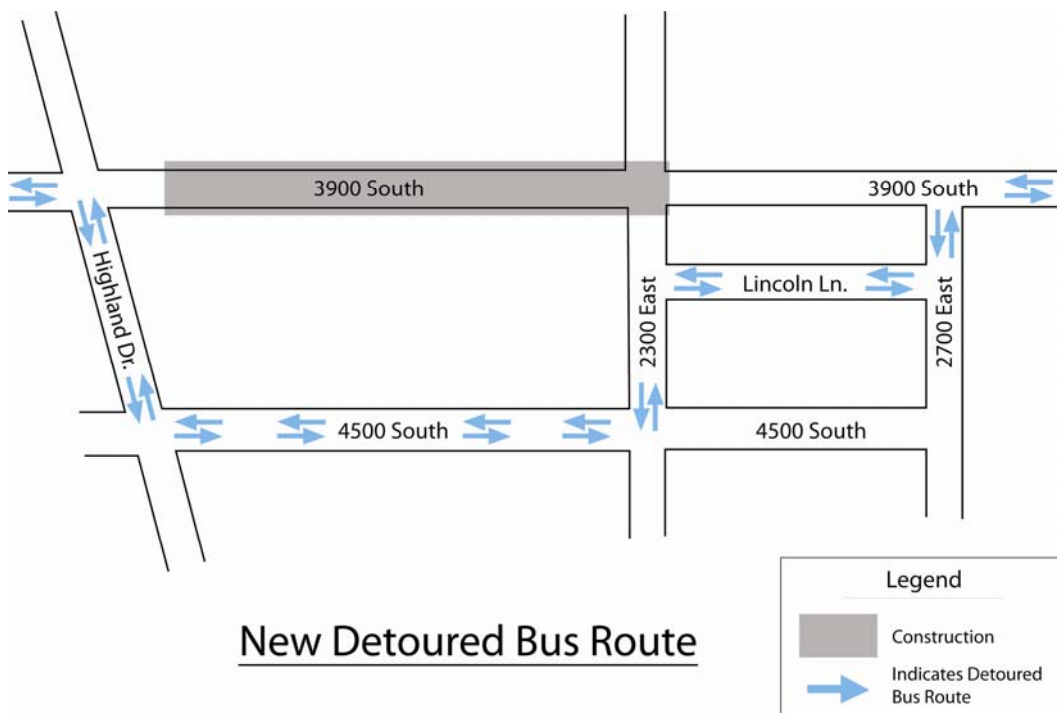 3900 South
3900 South
Lincoln Ln.
Highland Dr.
2300 East
2700 East
4500 South
4500 South
New Detoured Bus Route
Legend
Construction
Indicates Detoured
Bus Route